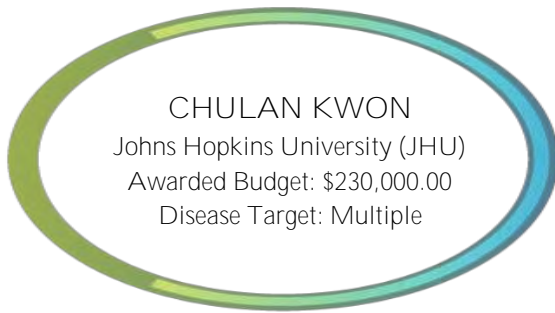 CHULAN KWON
Johns Hopkins University (JHU)
Awarded Budget: $230,000.00
Disease Target: Multiple